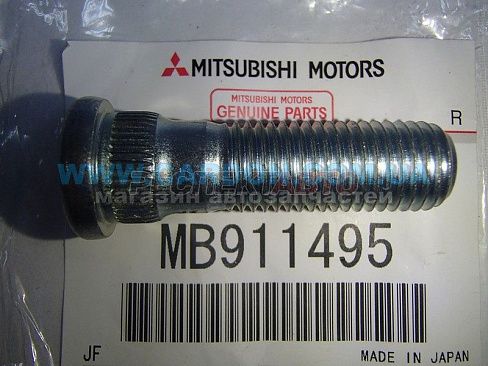 MITSUBISHI MOTORS
MITSUBISHI MOTORS
GENUINE PARTS
R
магазин автозапчастей
MB911495
JF
MADE IN JAPAN